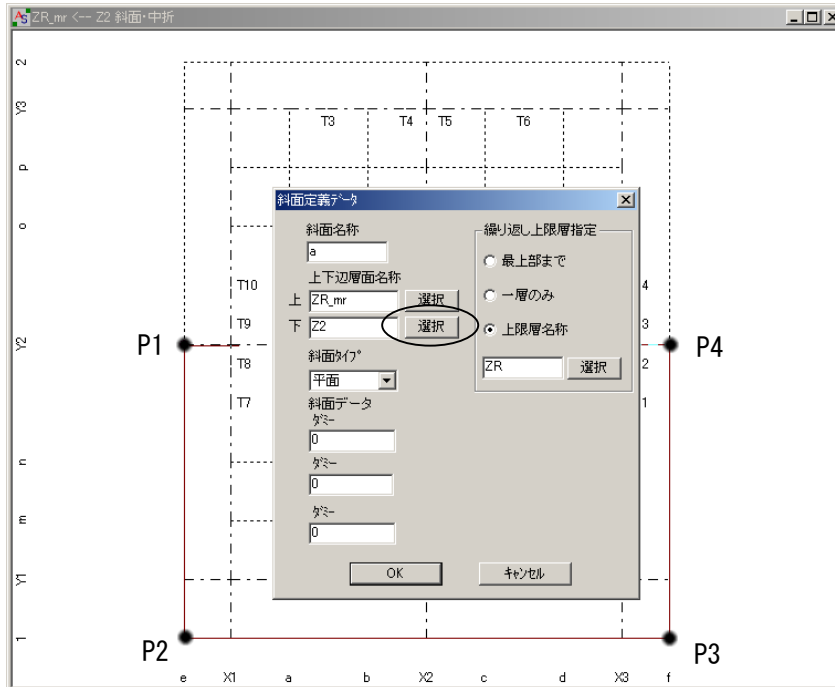 ZR_mr <-- Z2 斜面・中折
2
Y3
p
o
Y2
n
m
Y1
1
T3
T4
T5
T6
T10
T9
T8
T7
4
3
2
1
P1
P4
P2
P3
斜面定義ﾃﾞｰﾀ
斜面名称
a
上下辺層面名称
上 ZR_mr 選択
下 Z2 選択
斜面ﾀｲﾌﾟ
平面
斜面データ
ﾀﾞﾐｰ
0
ﾀﾞﾐｰ
0
ﾀﾞﾐｰ
0
繰り返し上限層指定
最上部まで
一層のみ
上限層名称
ZR 選択
OK ｷｬﾝｾﾙ
e X1 a b X2 c d X3 f